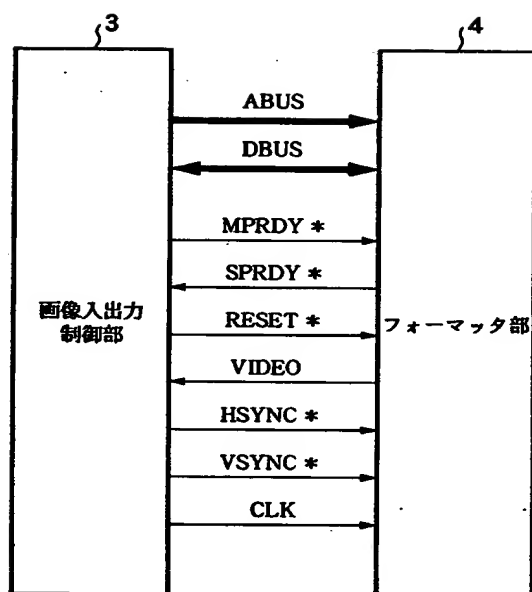 3
4
ABUS
DBUS
MPRDY *
SPRDY *
画像入出力
制御部
RESET *
フォーマッタ部
VIDEO
HSYNC *
VSYNC *
CLK